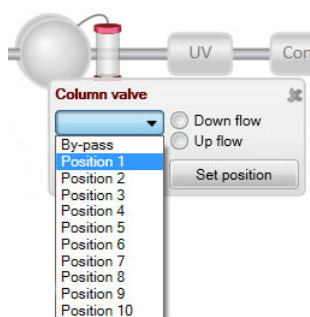 UV
Con
Column valve
Down flow
Up flow
By-pass
Position 1
Position 2
Position 3
Position 4
Position 5
Position 6
Position 7
Position 8
Position 9
Position 10
Set position